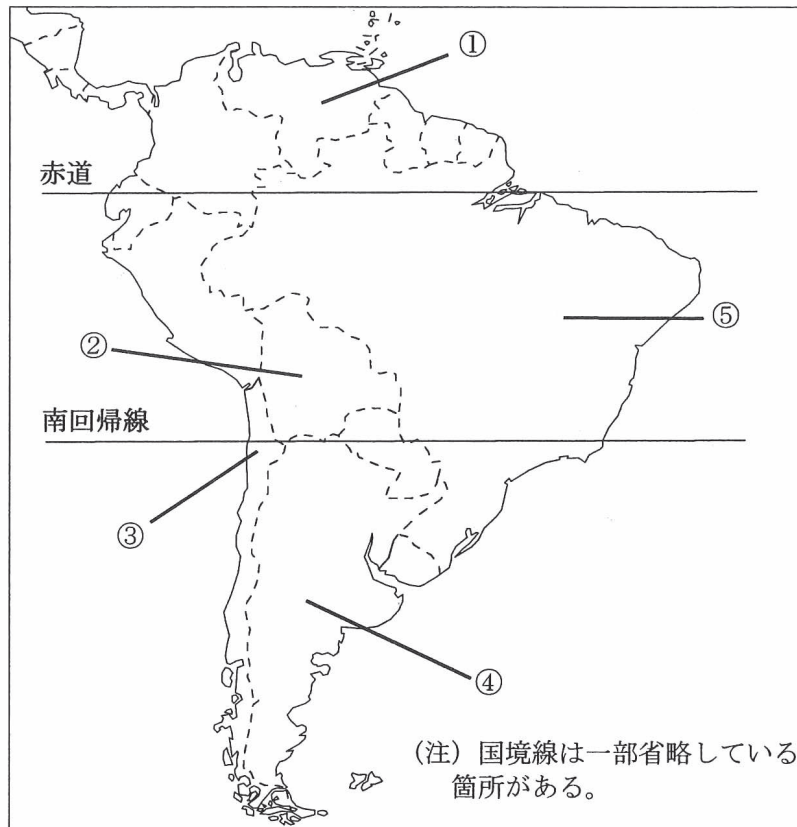 ①
赤道
⑤
②
南回帰線
③
④
(注) 国境線は一部省略している
箇所がある。